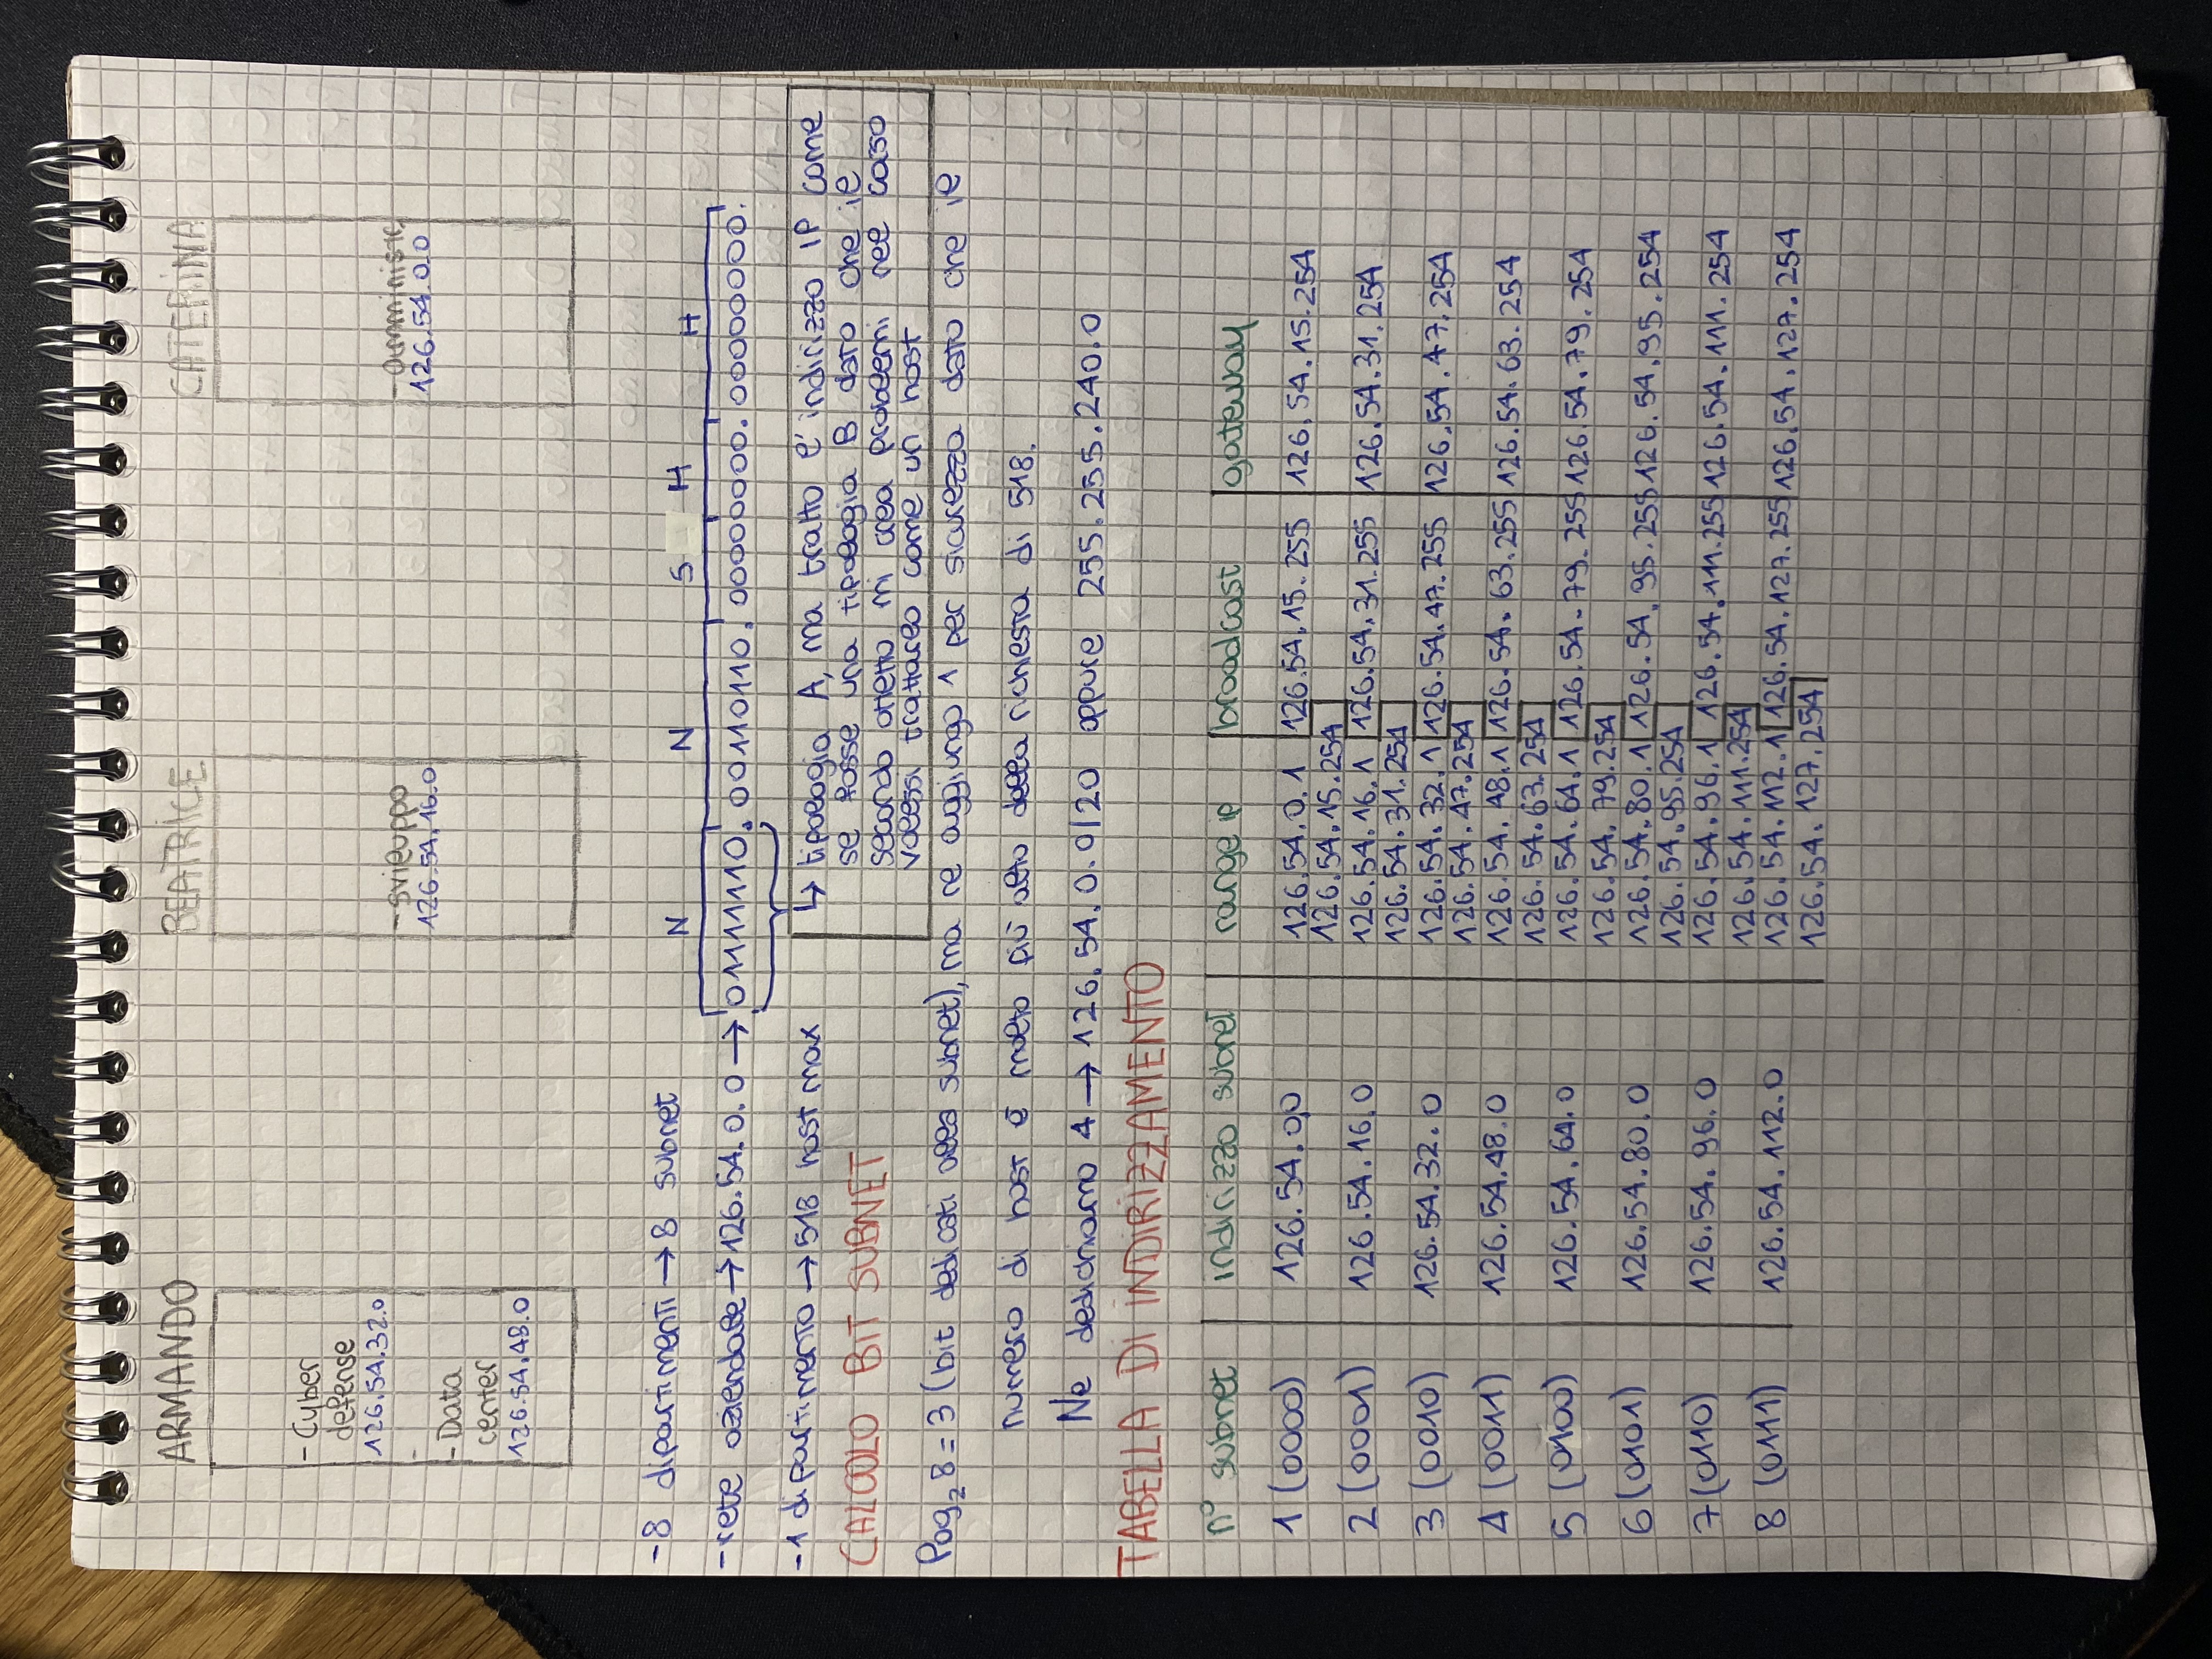 ARMANDO BEATRICE CATERINA
- Cyber
defense
126.54.32.0
- sviluppo - amministr.
126.54.16.0 126.54.0.0
-
- Data
center
126.54.48.0
- 8 dipartimenti → 8 subnet
N N S H H
- rete aziendale → 126.54.0.0 → 01111110. 00110110. 00000000. 00000000.
- 1 dipartimento → 518 host max
↳ tipologia A, ma tratto l'indirizzo IP come
se fosse una tipologia B dato che il
secondo ottetto mi crea problemi nel caso
volessi trattarlo come un host
CALCOLO BIT SUBNET
log₂ 8 = 3 (bit dedicati alla subnet), ma ne aggiungo 1 per sicurezza dato che il
numero di host è molto più alto della richiesta di 518.
Ne dedichiamo 4 → 126.54.0.0/20 oppure 255.255.240.0
TABELLA DI INDIRIZZAMENTO
n° subnet indirizzo subnet range ip broadcast gateway
1 (0000) 126.54.0.0 126.54.0.1 126.54.15.255 126.54.15.254
126.54.15.254
2 (0001) 126.54.16.0 126.54.16.1 126.54.31.255 126.54.31.254
126.54.31.254
3 (0010) 126.54.32.0 126.54.32.1 126.54.47.255 126.54.47.254
126.54.47.254
4 (0011) 126.54.48.0 126.54.48.1 126.54.63.255 126.54.63.254
126.54.63.254
5 (0100) 126.54.64.0 126.54.64.1 126.54.79.255 126.54.79.254
126.54.79.254
6 (0101) 126.54.80.0 126.54.80.1 126.54.95.255 126.54.95.254
126.54.95.254
7 (0110) 126.54.96.0 126.54.96.1 126.54.111.255 126.54.111.254
126.54.111.254
8 (0111) 126.54.112.0 126.54.112.1 126.54.127.255 126.54.127.254
126.54.127.254